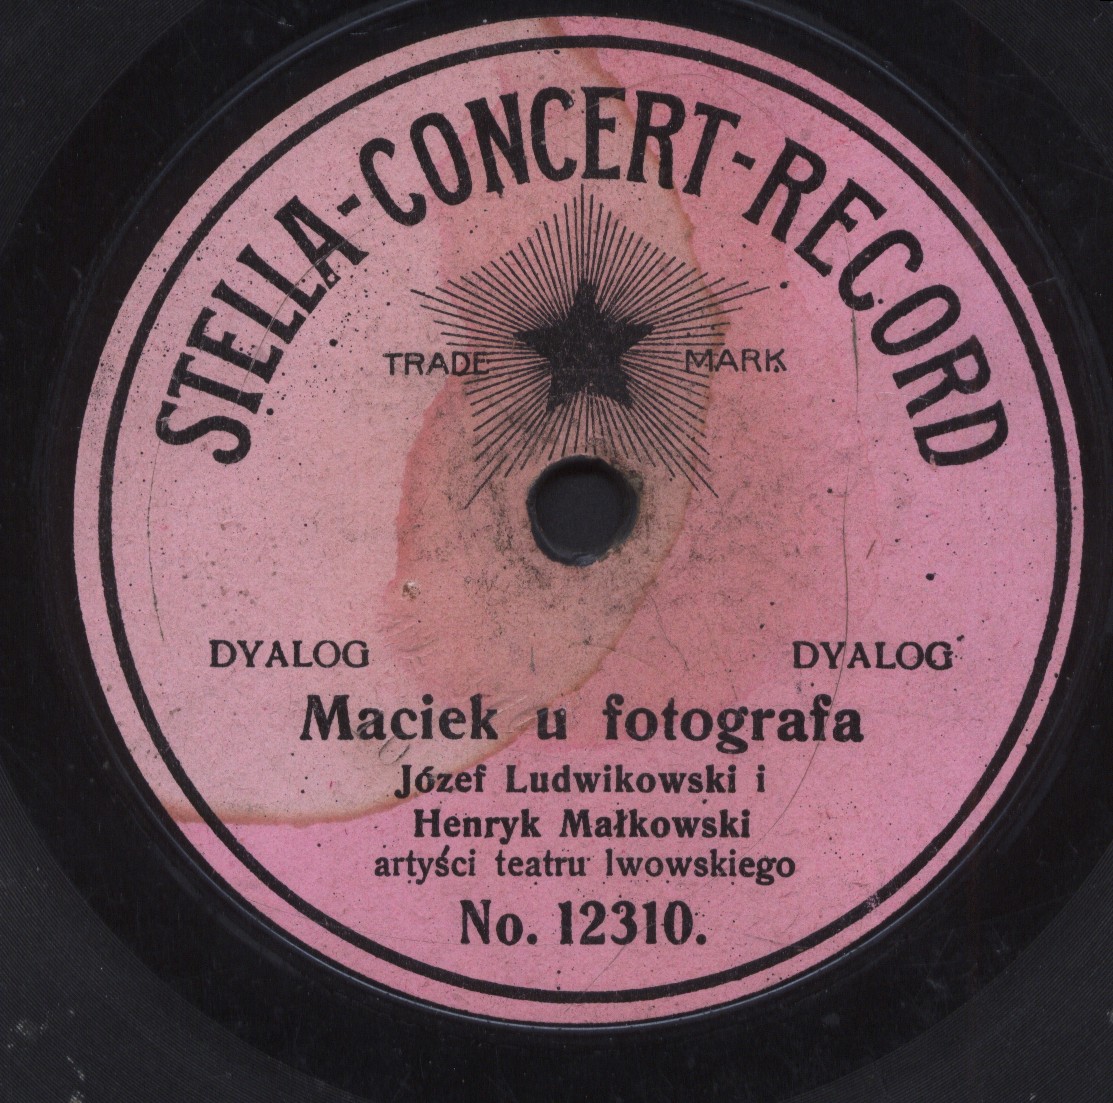 STELLA-CONCERT-RECORD
TRADE MARK
DYALOG DYALOG
Maciek u fotografa
Józef Ludwikowski i
Henryk Małkowski
artyści teatru lwowskiego
No. 12310.